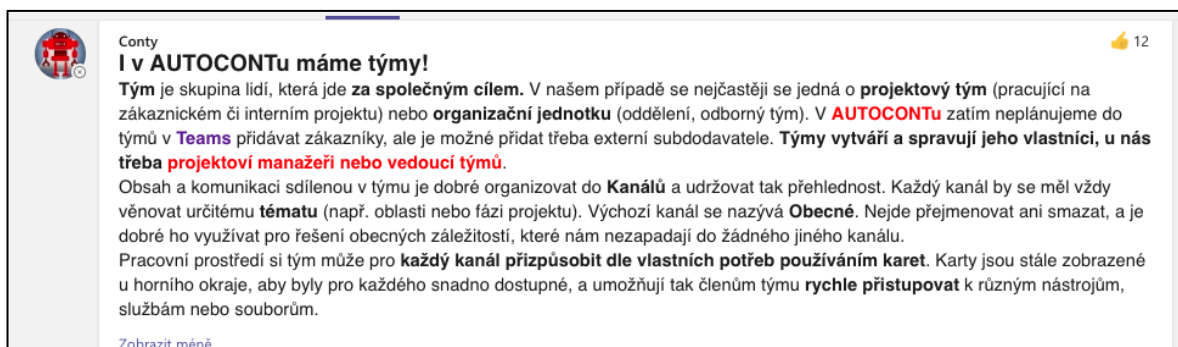 Conty
👍 12
I v AUTOCONTu máme týmy!
Tým je skupina lidí, která jde za společným cílem. V našem případě se nejčastěji se jedná o projektový tým (pracující na
zákaznickém či interním projektu) nebo organizační jednotku (oddělení, odborný tým). V AUTOCONTu zatím neplánujeme do
týmů v Teams přidávat zákazníky, ale je možné přidat třeba externí subdodavatele. Týmy vytváří a spravují jeho vlastníci, u nás
třeba projektoví manažeři nebo vedoucí týmů.
Obsah a komunikaci sdílenou v týmu je dobré organizovat do Kanálů a udržovat tak přehlednost. Každý kanál by se měl vždy
věnovat určitému tématu (např. oblasti nebo fázi projektu). Výchozí kanál se nazývá Obecné. Nejde přejmenovat ani smazat, a je
dobré ho využívat pro řešení obecných záležitostí, které nám nezapadají do žádného jiného kanálu.
Pracovní prostředí si tým může pro každý kanál přizpůsobit dle vlastních potřeb používáním karet. Karty jsou stále zobrazené
u horního okraje, aby byly pro každého snadno dostupné, a umožňují tak členům týmu rychle přistupovat k různým nástrojům,
službám nebo souborům.
Zobrazit méně